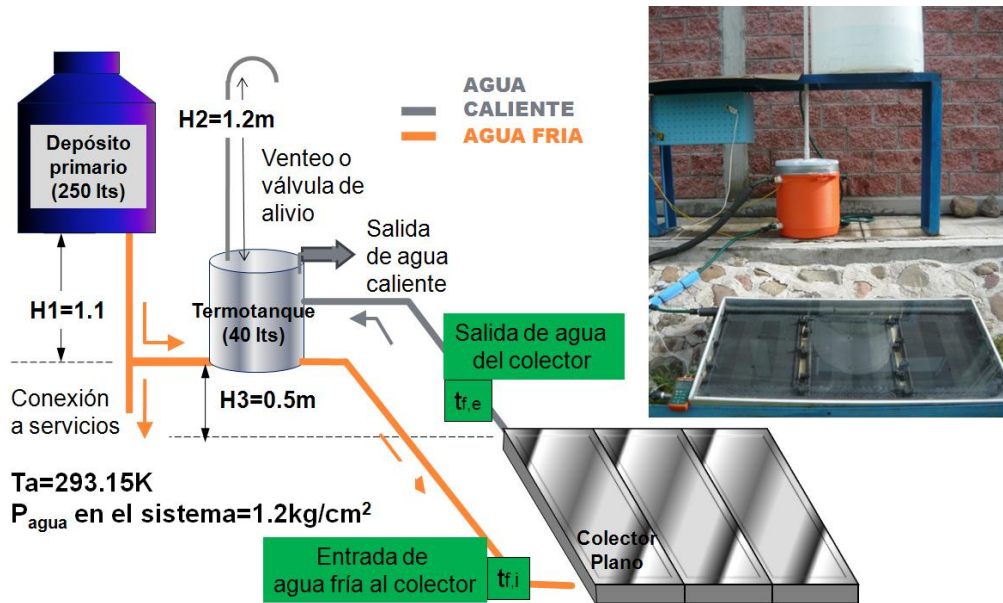 Depósito
primario
(250 lts)
H2=1.2m
AGUA
CALIENTE
AGUA FRIA
Venteo o
válvula de
alivio
Salida
de agua
caliente
H1=1.1
Termotanque
(40 lts)
Salida de agua
del colector
tf,e
Conexión
a servicios
H3=0.5m
Ta=293.15K
Pagua en el sistema=1.2kg/cm²
Entrada de
agua fría al colector
tf,i
Colector
Plano